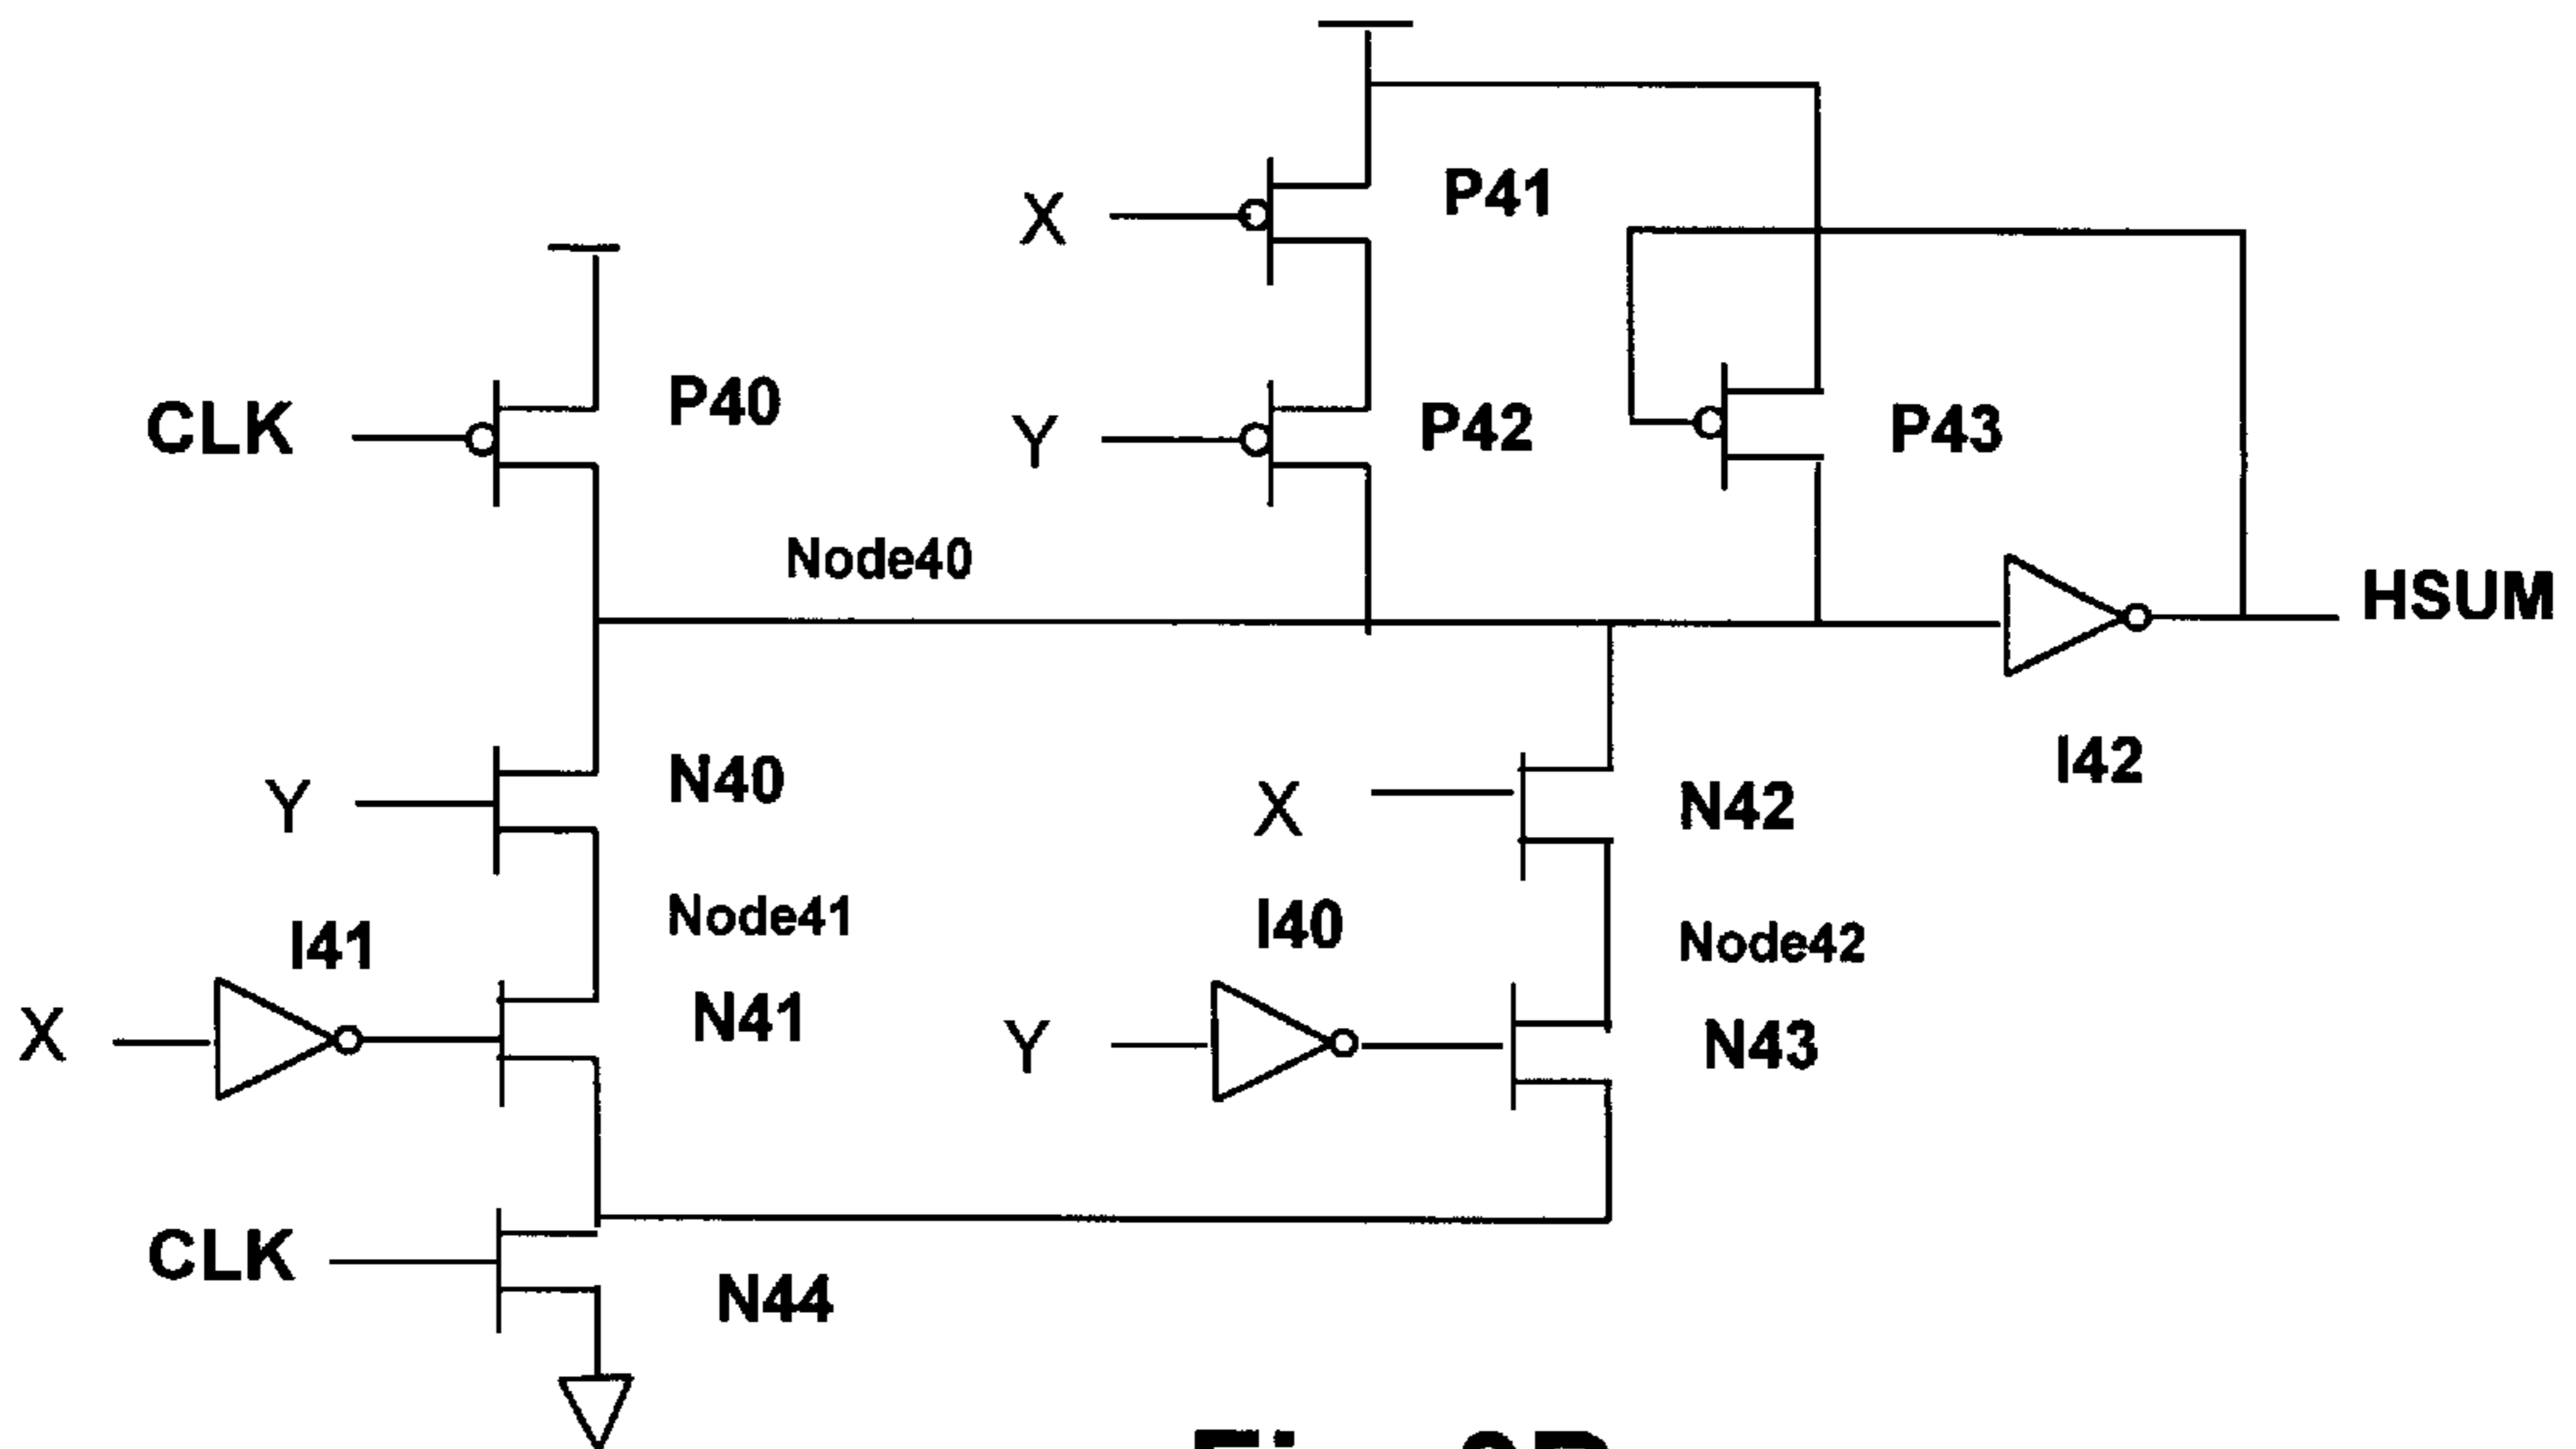 X
P41
CLK
P40
Y
P42
P43
Node40
HSUM
Y
N40
X
N42
I42
I41
Node41
I40
Node42
X
N41
Y
N43
CLK
N44